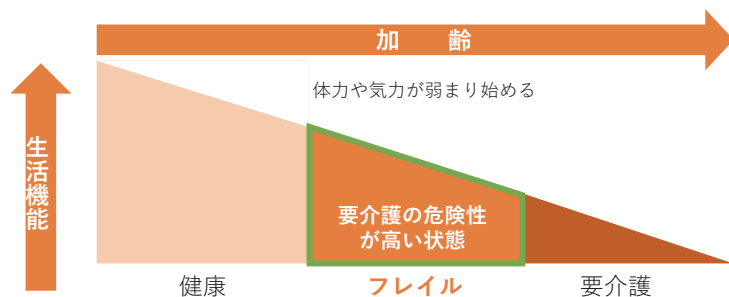 加　齢
体力や気力が弱まり始める
生活機能
要介護の危険性
が高い状態
健康
フレイル
要介護